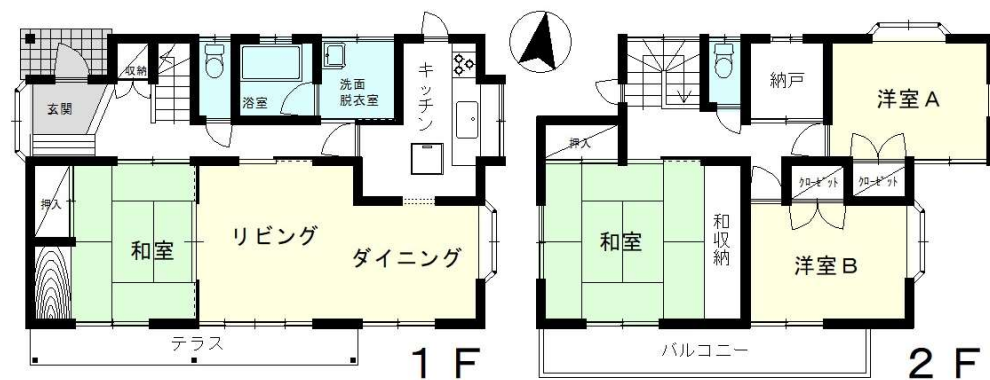 玄関
収納
浴室
洗面
脱衣室
キッチン
押入
和室
リビング
ダイニング
テラス
1F
納戸
洋室A
押入
クローゼット
クローゼット
和室
和収納
洋室B
バルコニー
2F